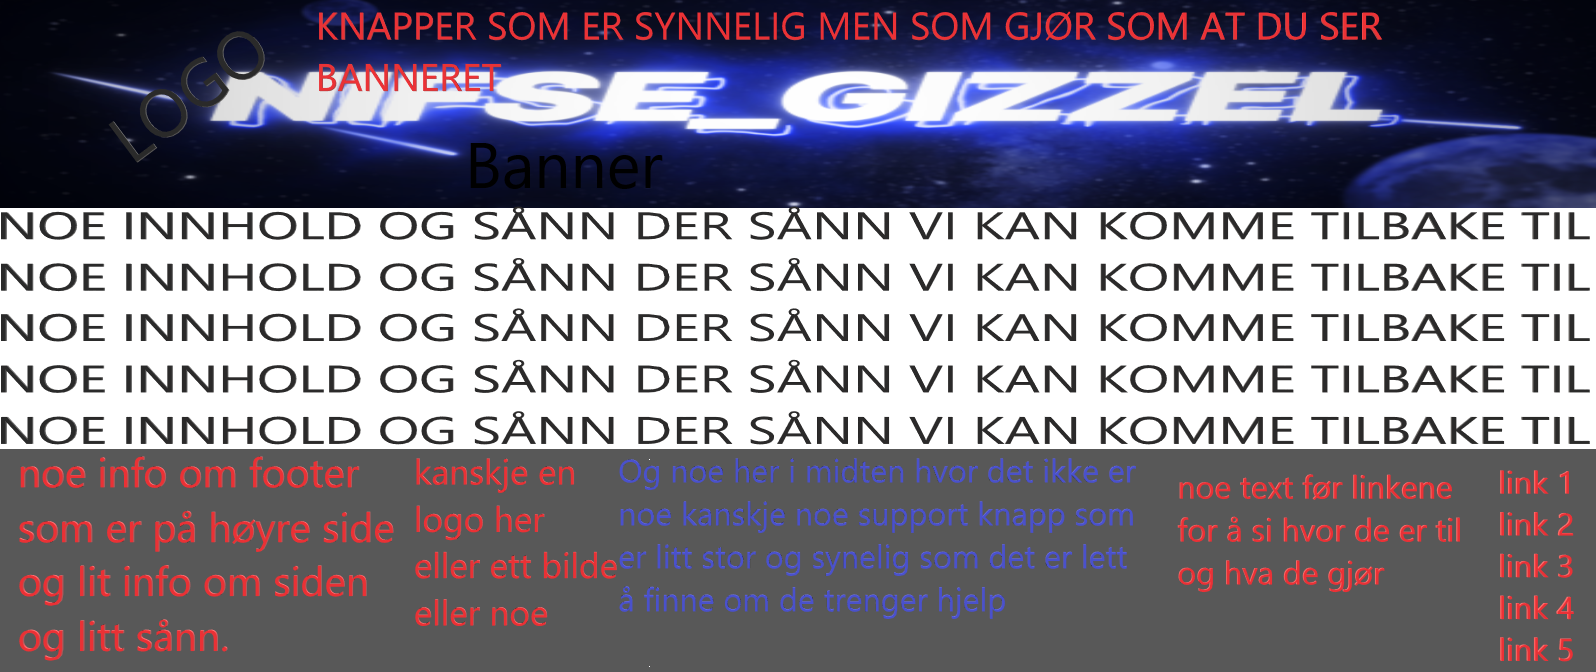 KNAPPER SOM ER SYNNELIG MEN SOM GJØR SOM AT DU SER
BANNERET
LOGO
NIFSE_GIZZEL
Banner
NOE INNHOLD OG SÅNN DER SÅNN VI KAN KOMME TILBAKE TIL
NOE INNHOLD OG SÅNN DER SÅNN VI KAN KOMME TILBAKE TIL
NOE INNHOLD OG SÅNN DER SÅNN VI KAN KOMME TILBAKE TIL
NOE INNHOLD OG SÅNN DER SÅNN VI KAN KOMME TILBAKE TIL
NOE INNHOLD OG SÅNN DER SÅNN VI KAN KOMME TILBAKE TIL
noe info om footer
som er på høyre side
og lit info om siden
og litt sånn.
kanskje en
logo her
eller ett bilde
eller noe
Og noe her i midten hvor det ikke er
noe kanskje noe support knapp som
er litt stor og synelig som det er lett
å finne om de trenger hjelp
noe text før linkene
for å si hvor de er til
og hva de gjør
link 1
link 2
link 3
link 4
link 5